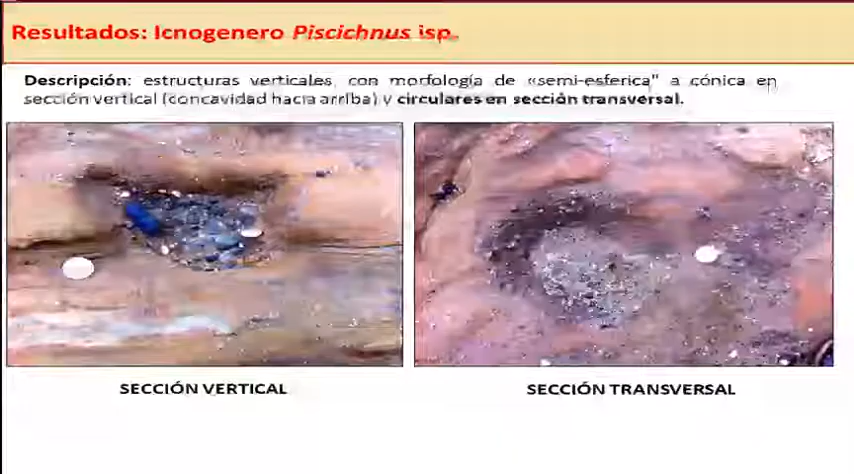 Resultados: Icnogenero Piscichnus isp.
Descripción: estructuras verticales, con morfología de «semi-esferica" a cónica en
sección vertical (concavidad hacia arriba) y circulares en sección transversal.
SECCIÓN VERTICAL
SECCIÓN TRANSVERSAL